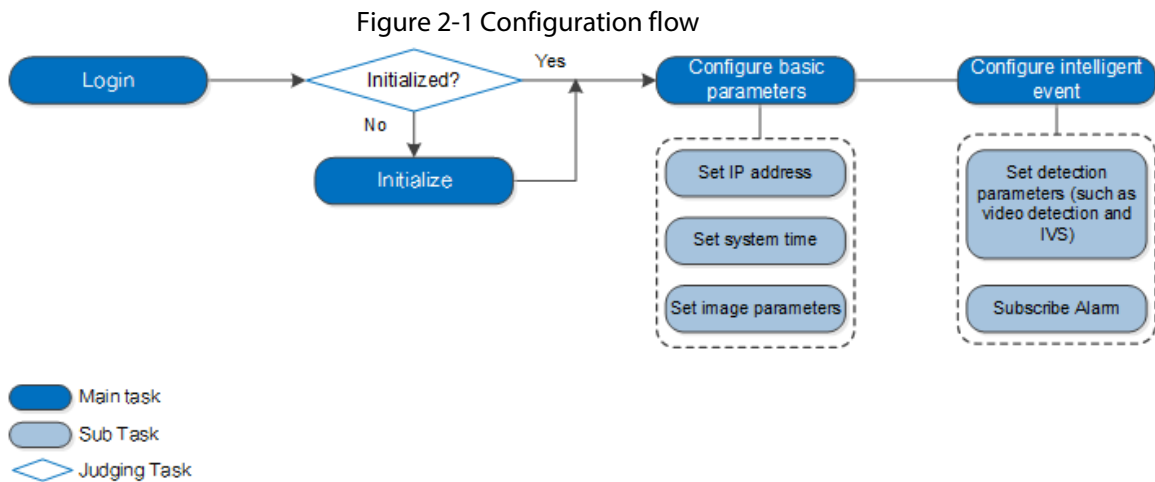 Figure 2-1 Configuration flow
Login
Initialized?
Yes
No
Initialize
Configure basic
parameters
Set IP address
Set system time
Set image parameters
Configure intelligent
event
Set detection
parameters (such as
video detection and
IVS)
Subscribe Alarm
Main task
Sub Task
Judging Task